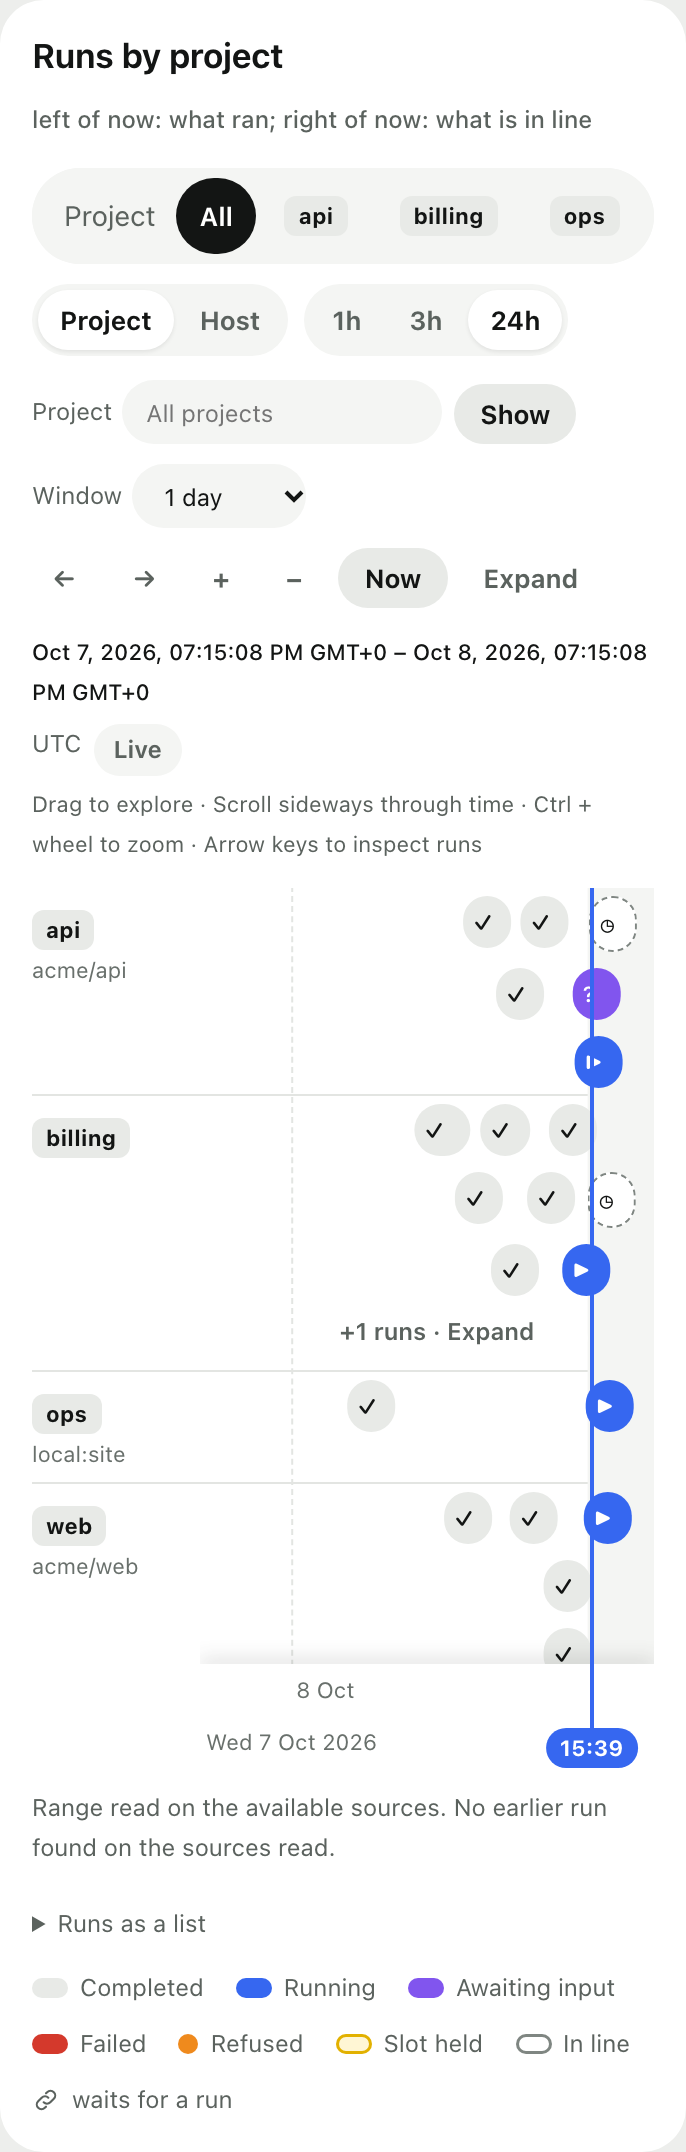 Runs by project
left of now: what ran; right of now: what is in line
Project All api billing ops
Project Host 1h 3h 24h
Project All projects Show
Window 1 day
← → + − Now Expand
Oct 7, 2026, 07:15:08 PM GMT+0 – Oct 8, 2026, 07:15:08
PM GMT+0
UTC Live
Drag to explore · Scroll sideways through time · Ctrl +
wheel to zoom · Arrow keys to inspect runs
api
acme/api
?
billing
+1 runs · Expand
ops
local:site
web
acme/web
8 Oct
Wed 7 Oct 2026
15:39
Range read on the available sources. No earlier run
found on the sources read.
Runs as a list
Completed Running Awaiting input
Failed Refused Slot held In line
waits for a run